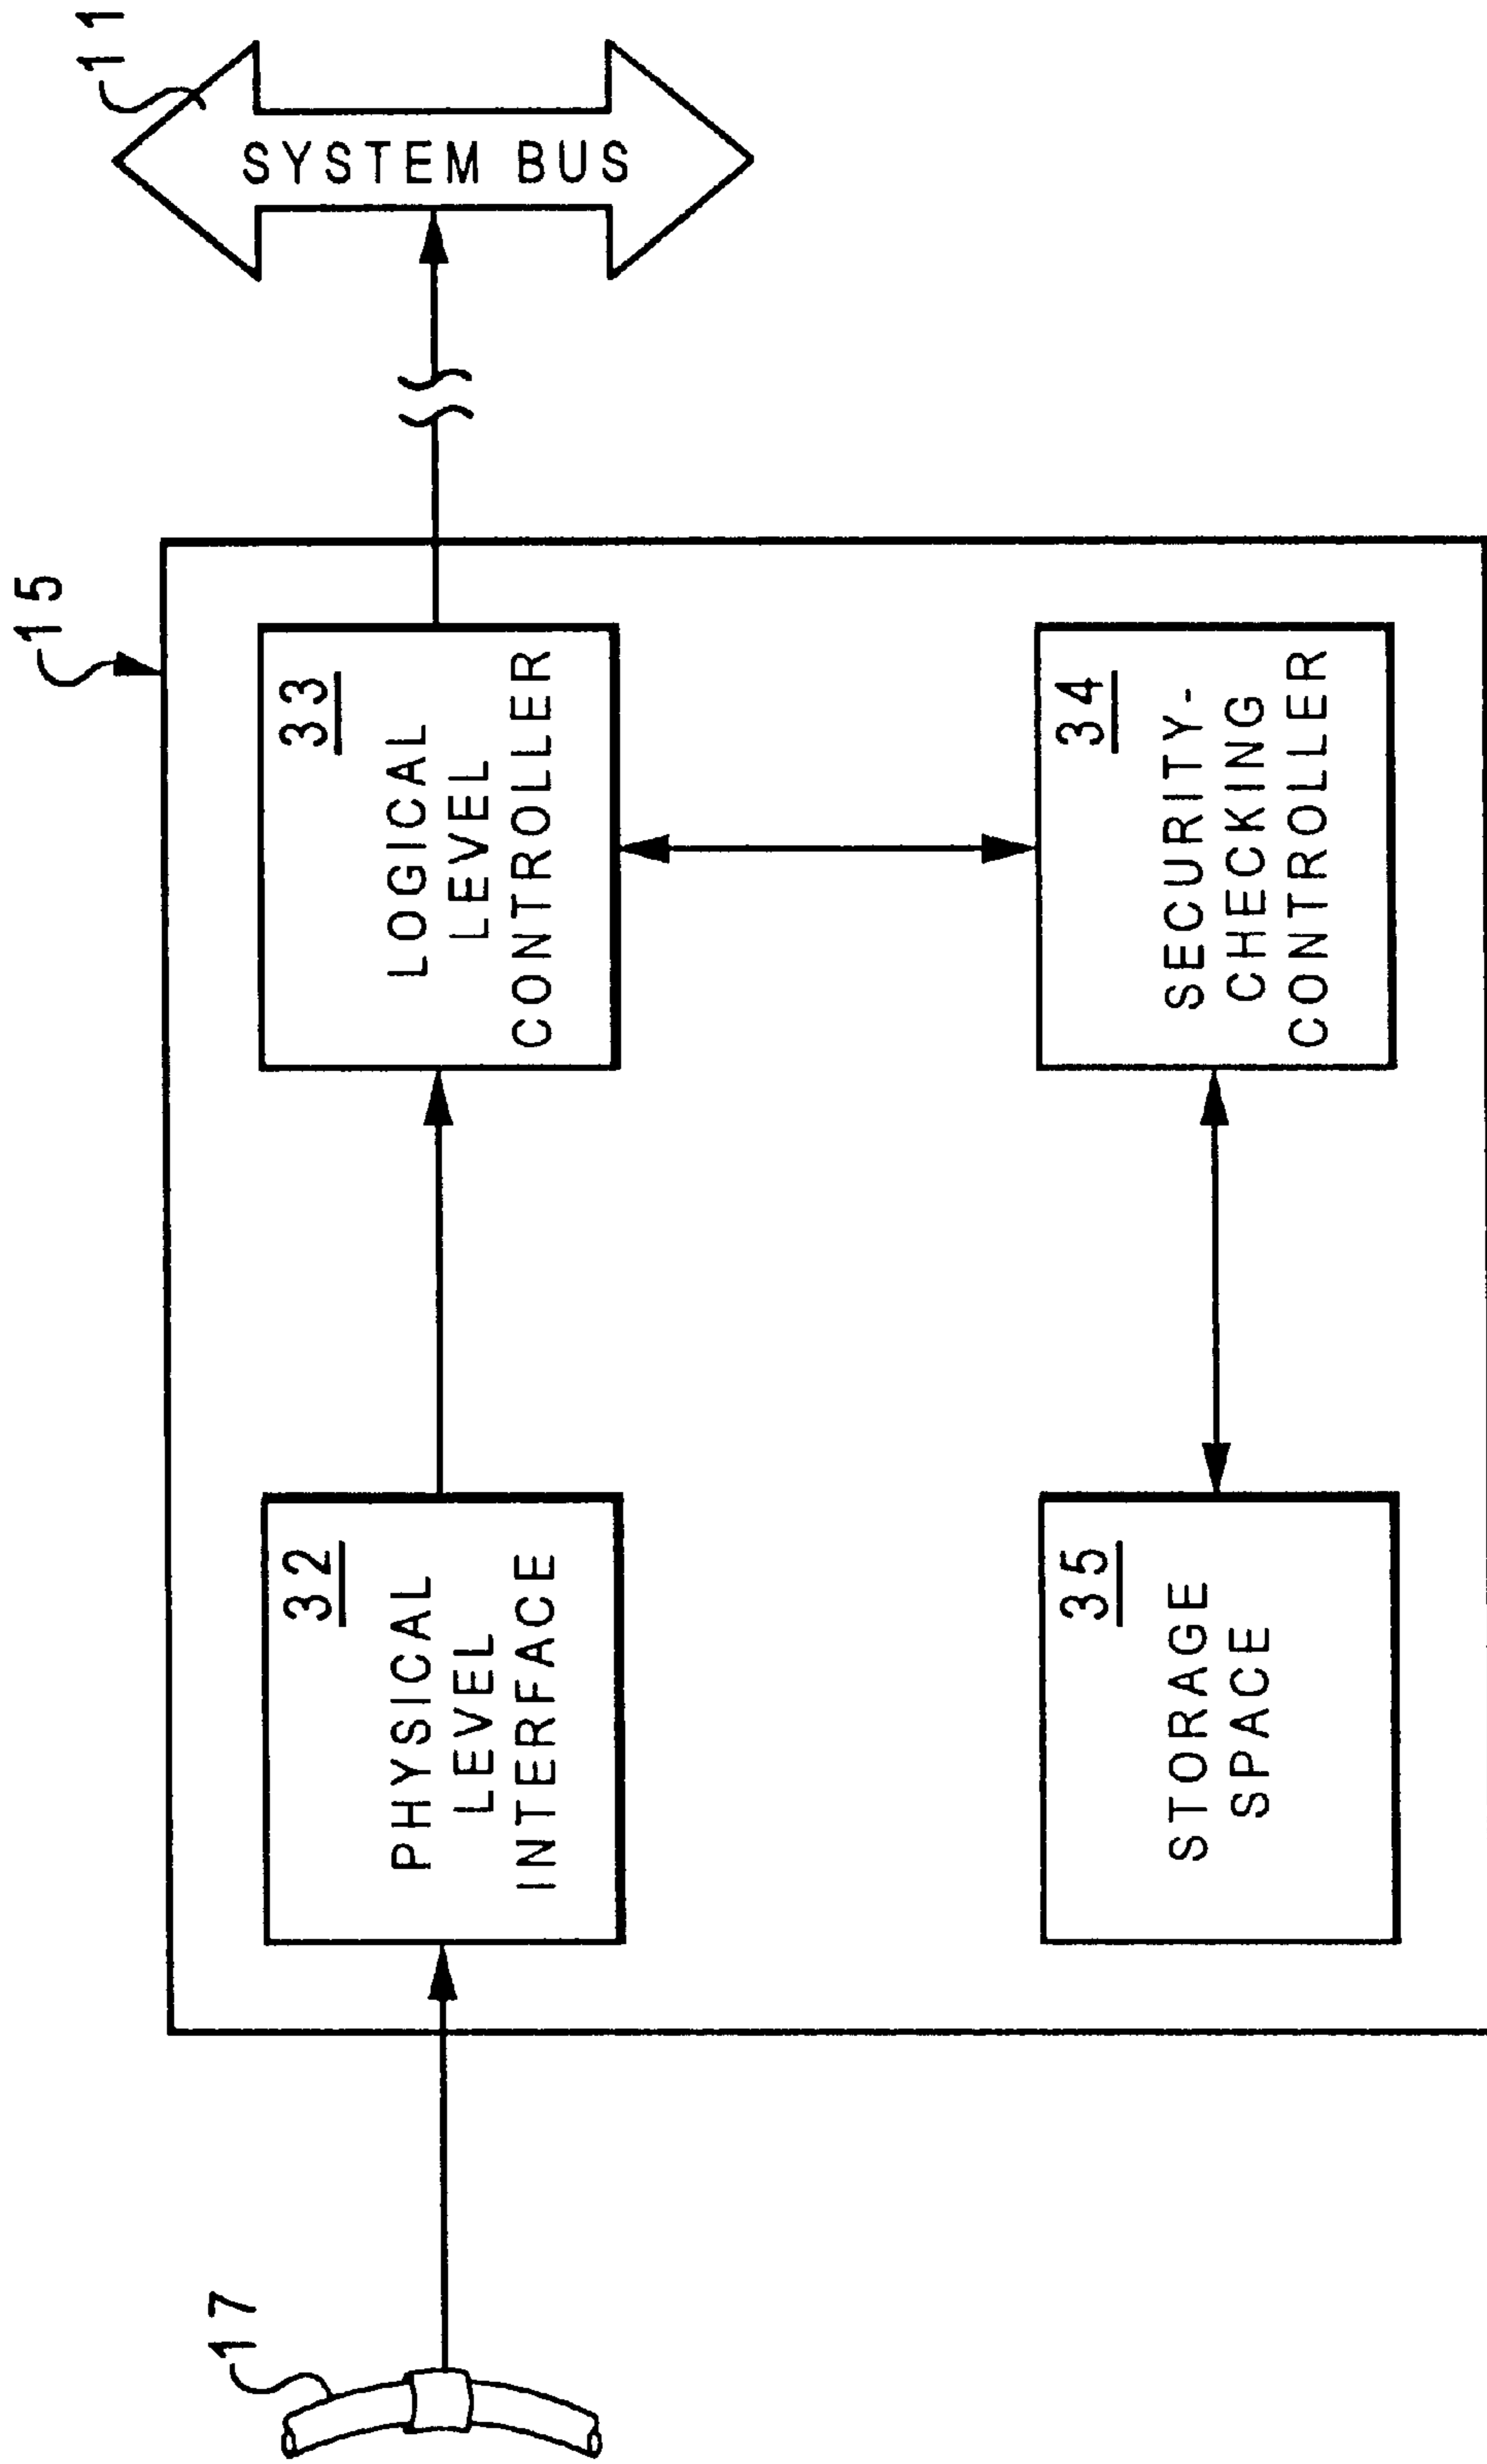 11
SYSTEM BUS
15
33
LOGICAL
LEVEL
CONTROLLER
34
SECURITY-
CHECKING
CONTROLLER
32
PHYSICAL
LEVEL
INTERFACE
35
STORAGE
SPACE
17